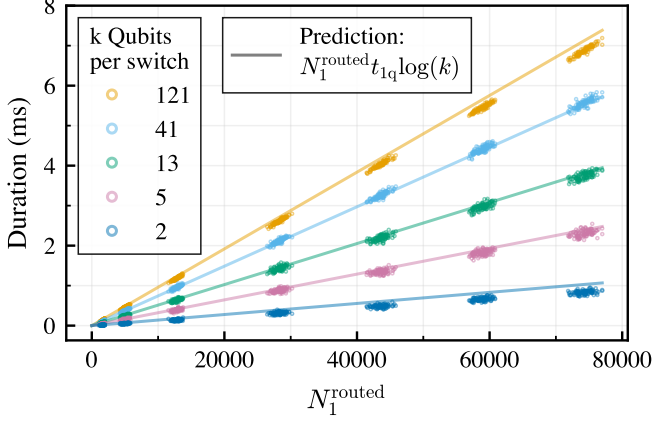 k Qubits
per switch
121
41
13
5
2
Prediction:
N_1^routed t_1q log(k)
Duration (ms)
8
6
4
2
0
0 20000 40000 60000 80000
N_1^routed